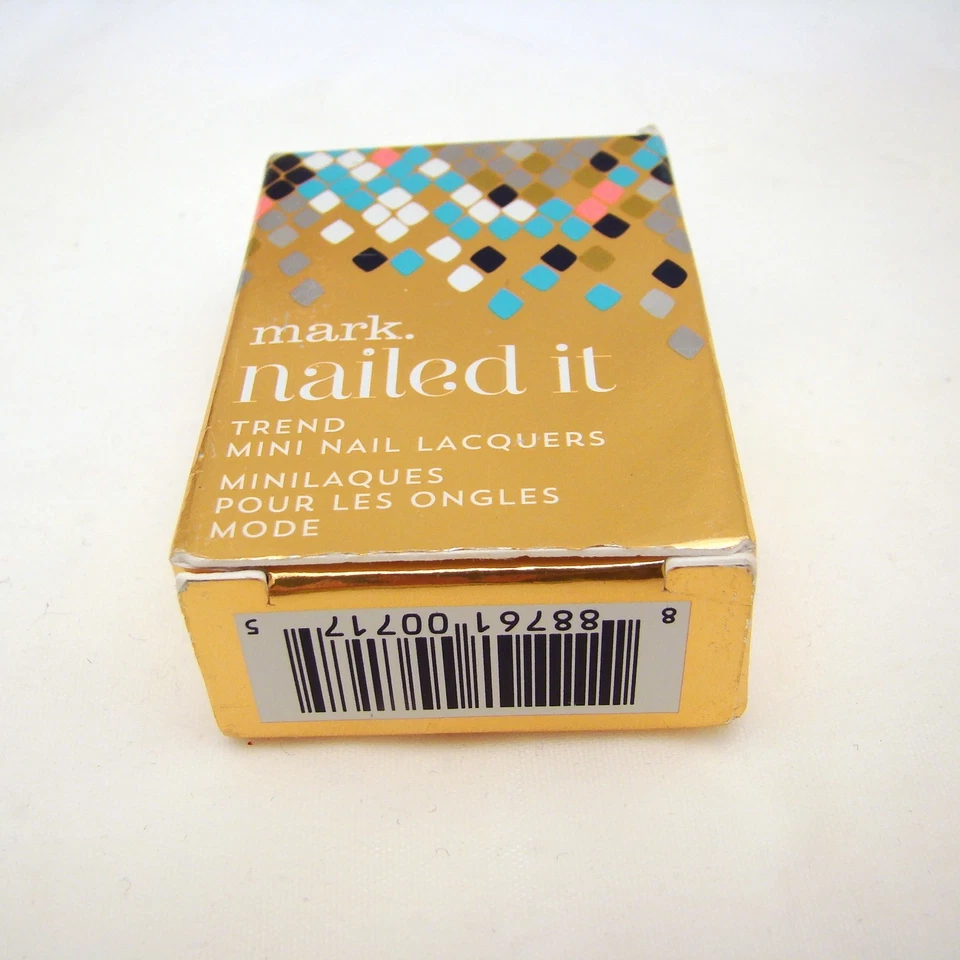 mark.
nailed it
TREND
MINI NAIL LACQUERS
MINILAQUES
POUR LES ONGLES
MODE
8 88761 00717 5